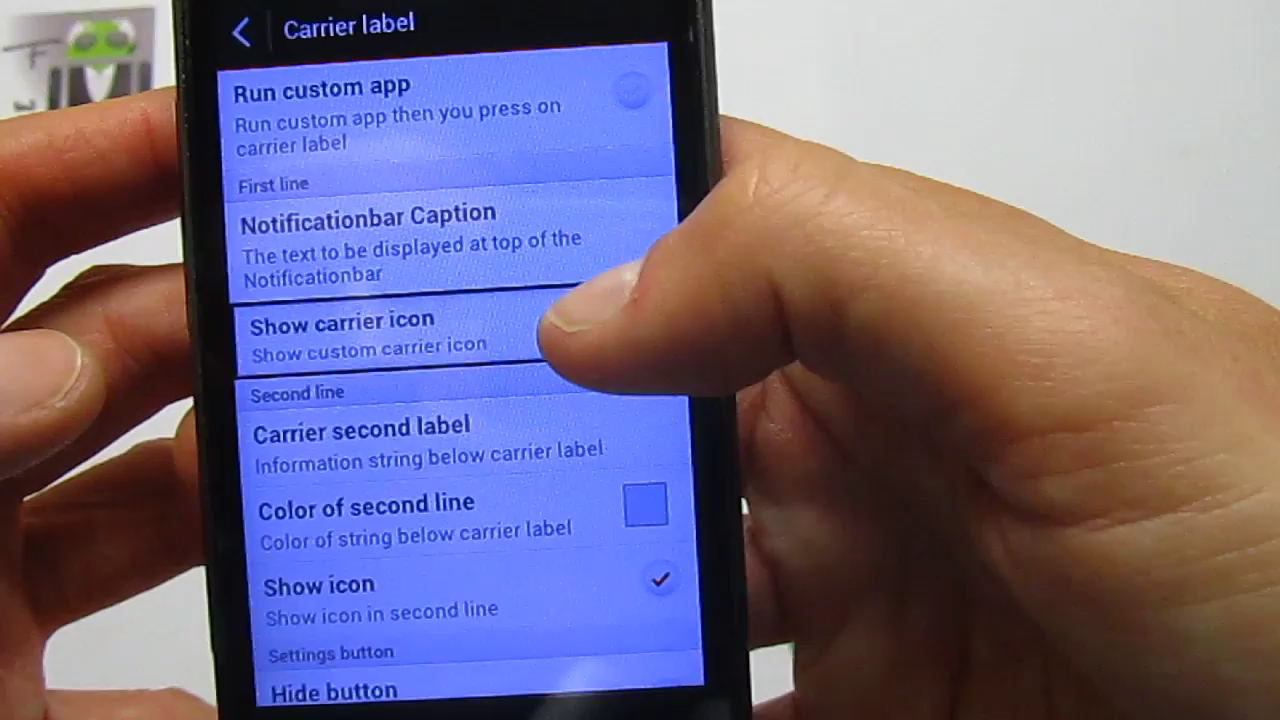 Carrier label
Run custom app
Run custom app then you press on
carrier label
First line
Notificationbar Caption
The text to be displayed at top of the
Notificationbar
Show carrier icon
Show custom carrier icon
Second line
Carrier second label
Information string below carrier label
Color of second line
Color of string below carrier label
Show icon
Show icon in second line
Settings button
Hide button